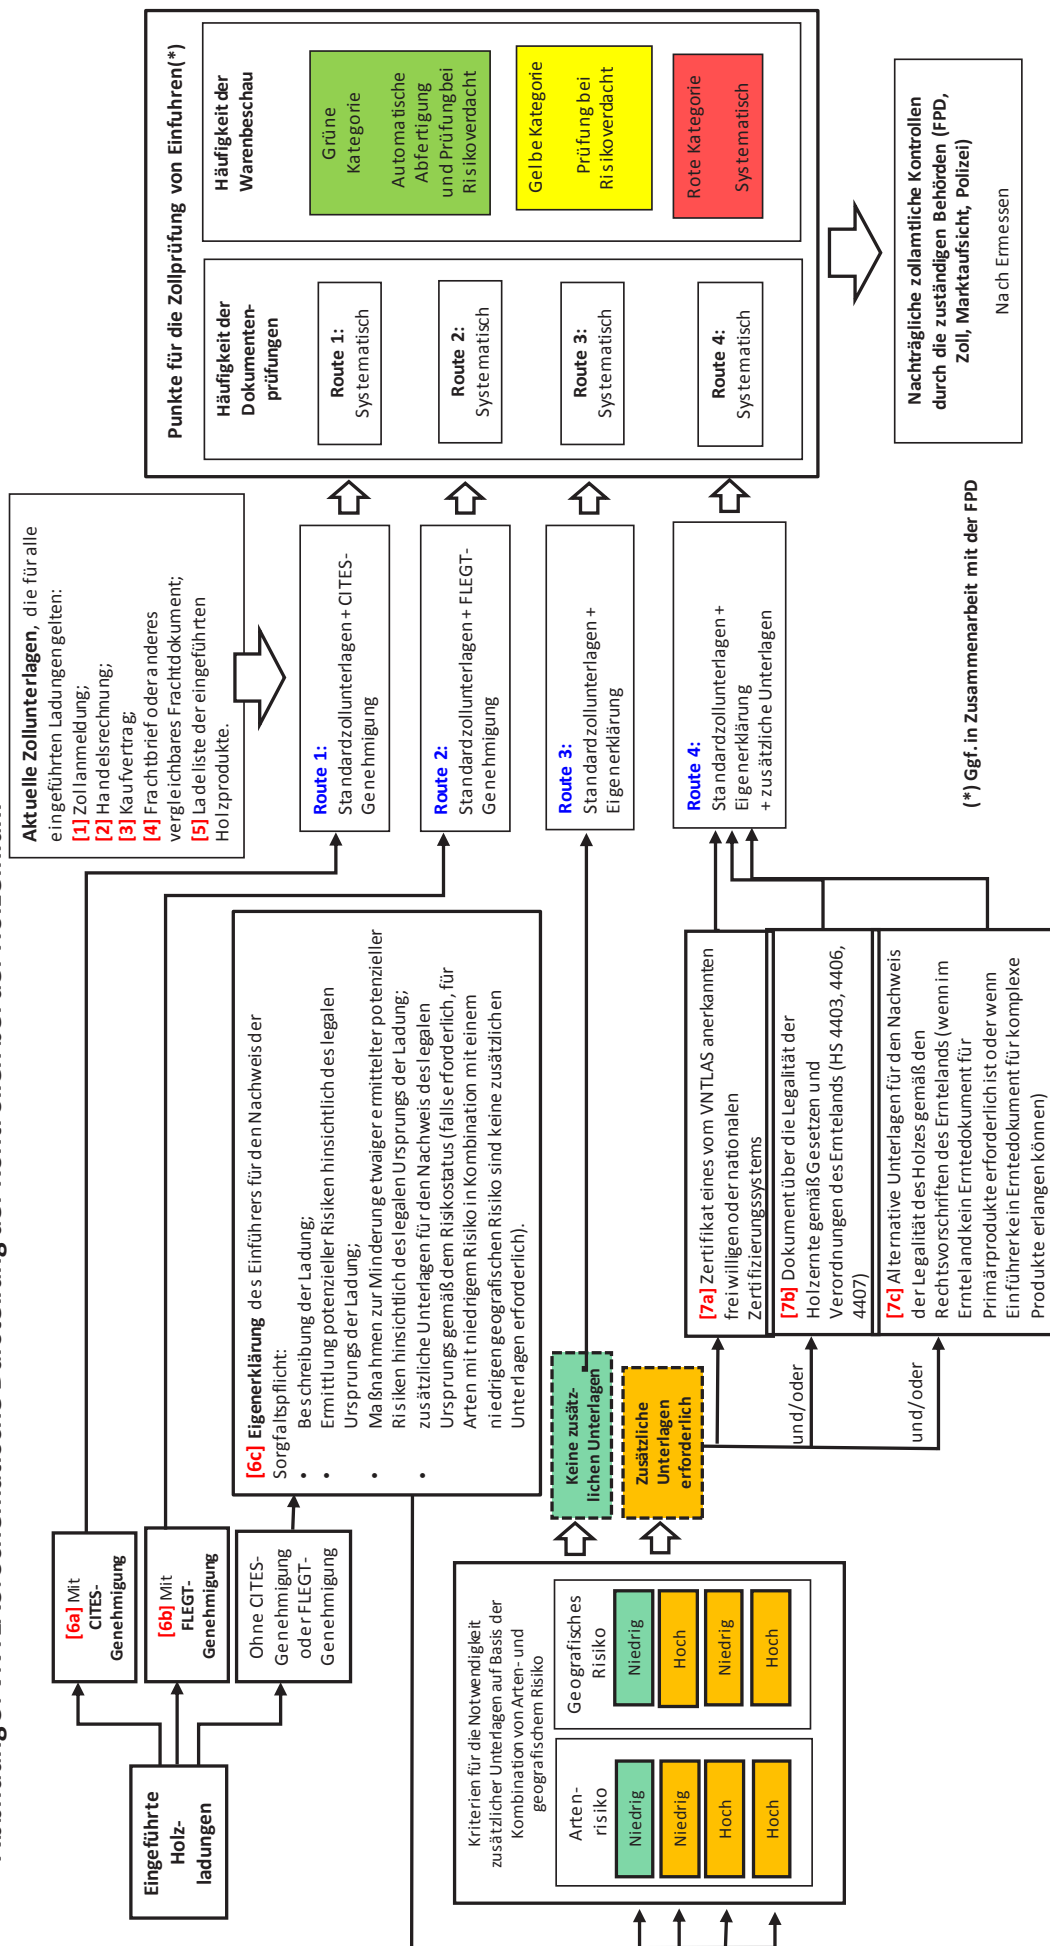 Eingeführte
Holz-
ladungen
[6a] Mit
CITES-
Genehmigung
[6b] Mit
FLEGT-
Genehmigung
Ohne CITES-
Genehmigung
oder FLEGT-
Genehmigung
[6c] Eigenerklärung des Einführers für den Nachweis der
Sorgfaltspflicht:
• Beschreibung der Ladung;
• Ermittlung potenzieller Risiken hinsichtlich des legalen
Ursprungs der Ladung;
• Maßnahmen zur Minderung etwaiger ermittelter potenzieller
Risiken hinsichtlich des legalen Ursprungs der Ladung;
• zusätzliche Unterlagen für den Nachweis des legalen
Ursprungs gemäß dem Risikostatus (falls erforderlich, für
Arten mit niedrigem Risiko in Kombination mit einem
niedrigen geografischen Risiko sind keine zusätzlichen
Unterlagen erforderlich).
Kriterien für die Notwendigkeit
zusätzlicher Unterlagen auf Basis der
Kombination von Arten- und
geografischem Risiko
Arten-
risiko
Niedrig
Niedrig
Hoch
Hoch
Geografisches
Risiko
Niedrig
Hoch
Niedrig
Hoch
Keine zusätz-
lichen Unterlagen
Zusätzliche
Unterlagen
erforderlich
und/oder
und/oder
[7a] Zertifikat eines vom VNTLAS anerkannten
freiwilligen oder nationalen
Zertifizierungssystems
[7b] Dokument über die Legalität der
Holzernte gemäß Gesetzen und
Verordnungen des Erntelands (HS 4403, 4406,
4407)
[7c] Alternative Unterlagen für den Nachweis
der Legalität des Holzes gemäß den
Rechtsvorschriften des Erntelands (wenn im
Ernteland kein Erntedokument für
Primärprodukte erforderlich ist oder wenn
Einführer kein Erntedokument für komplexe
Produkte erlangen können)
Aktuelle Zollunterlagen, die für alle
eingeführten Ladungen gelten:
[1] Zollanmeldung;
[2] Handelsrechnung;
[3] Kaufvertrag;
[4] Frachtbrief oder anderes
vergleichbares Frachtdokument;
[5] Ladeliste der eingeführten
Holzprodukte.
Route 1:
Standardzollunterlagen + CITES-
Genehmigung
Route 2:
Standardzollunterlagen + FLEGT-
Genehmigung
Route 3:
Standardzollunterlagen +
Eigenerklärung
Route 4:
Standardzollunterlagen +
Eigenerklärung
+ zusätzliche Unterlagen
Punkte für die Zollprüfung von Einfuhren(*)
Häufigkeit der
Dokumenten-
prüfungen
Route 1:
Systematisch
Route 2:
Systematisch
Route 3:
Systematisch
Route 4:
Systematisch
Häufigkeit der
Warenbeschau
Grüne
Kategorie
Automatische
Abfertigung
und Prüfung bei
Risikoverdacht
Gelbe Kategorie
Prüfung bei
Risikoverdacht
Rote Kategorie
Systematisch
Nachträgliche zollamtliche Kontrollen
durch die zuständigen Behörden (FPD,
Zoll, Marktaufsicht, Polizei)
Nach Ermessen
(*) Ggf. in Zusammenarbeit mit der FPD